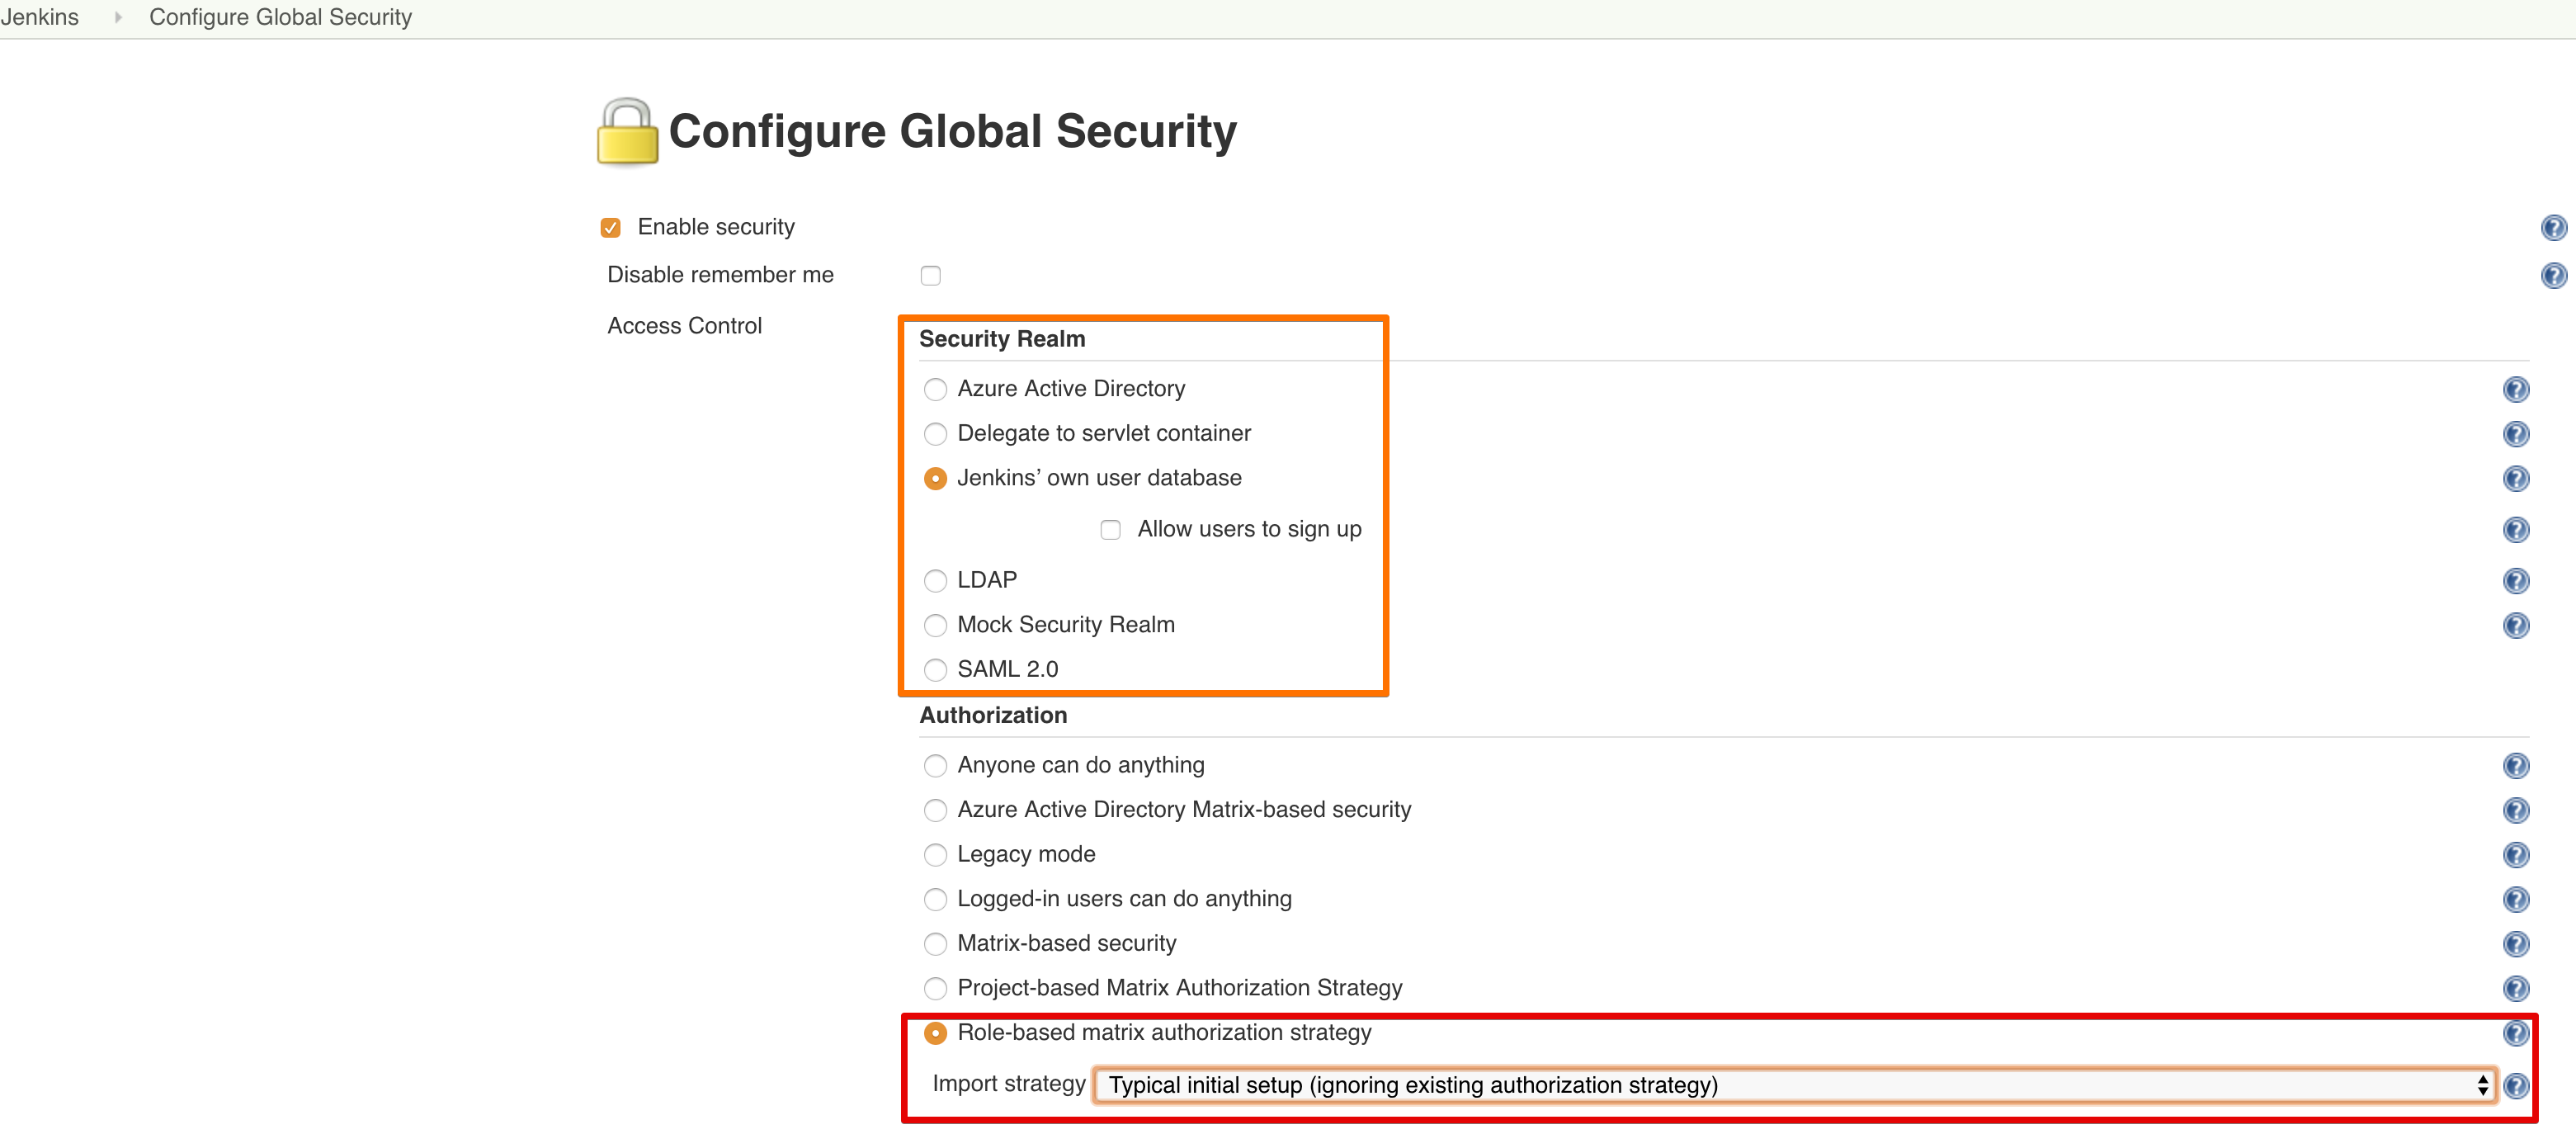 Jenkins Configure Global Security
Configure Global Security
Enable security
Disable remember me
Access Control
Security Realm
Azure Active Directory
Delegate to servlet container
Jenkins’ own user database
Allow users to sign up
LDAP
Mock Security Realm
SAML 2.0
Authorization
Anyone can do anything
Azure Active Directory Matrix-based security
Legacy mode
Logged-in users can do anything
Matrix-based security
Project-based Matrix Authorization Strategy
Role-based matrix authorization strategy
Import strategy Typical initial setup (ignoring existing authorization strategy)